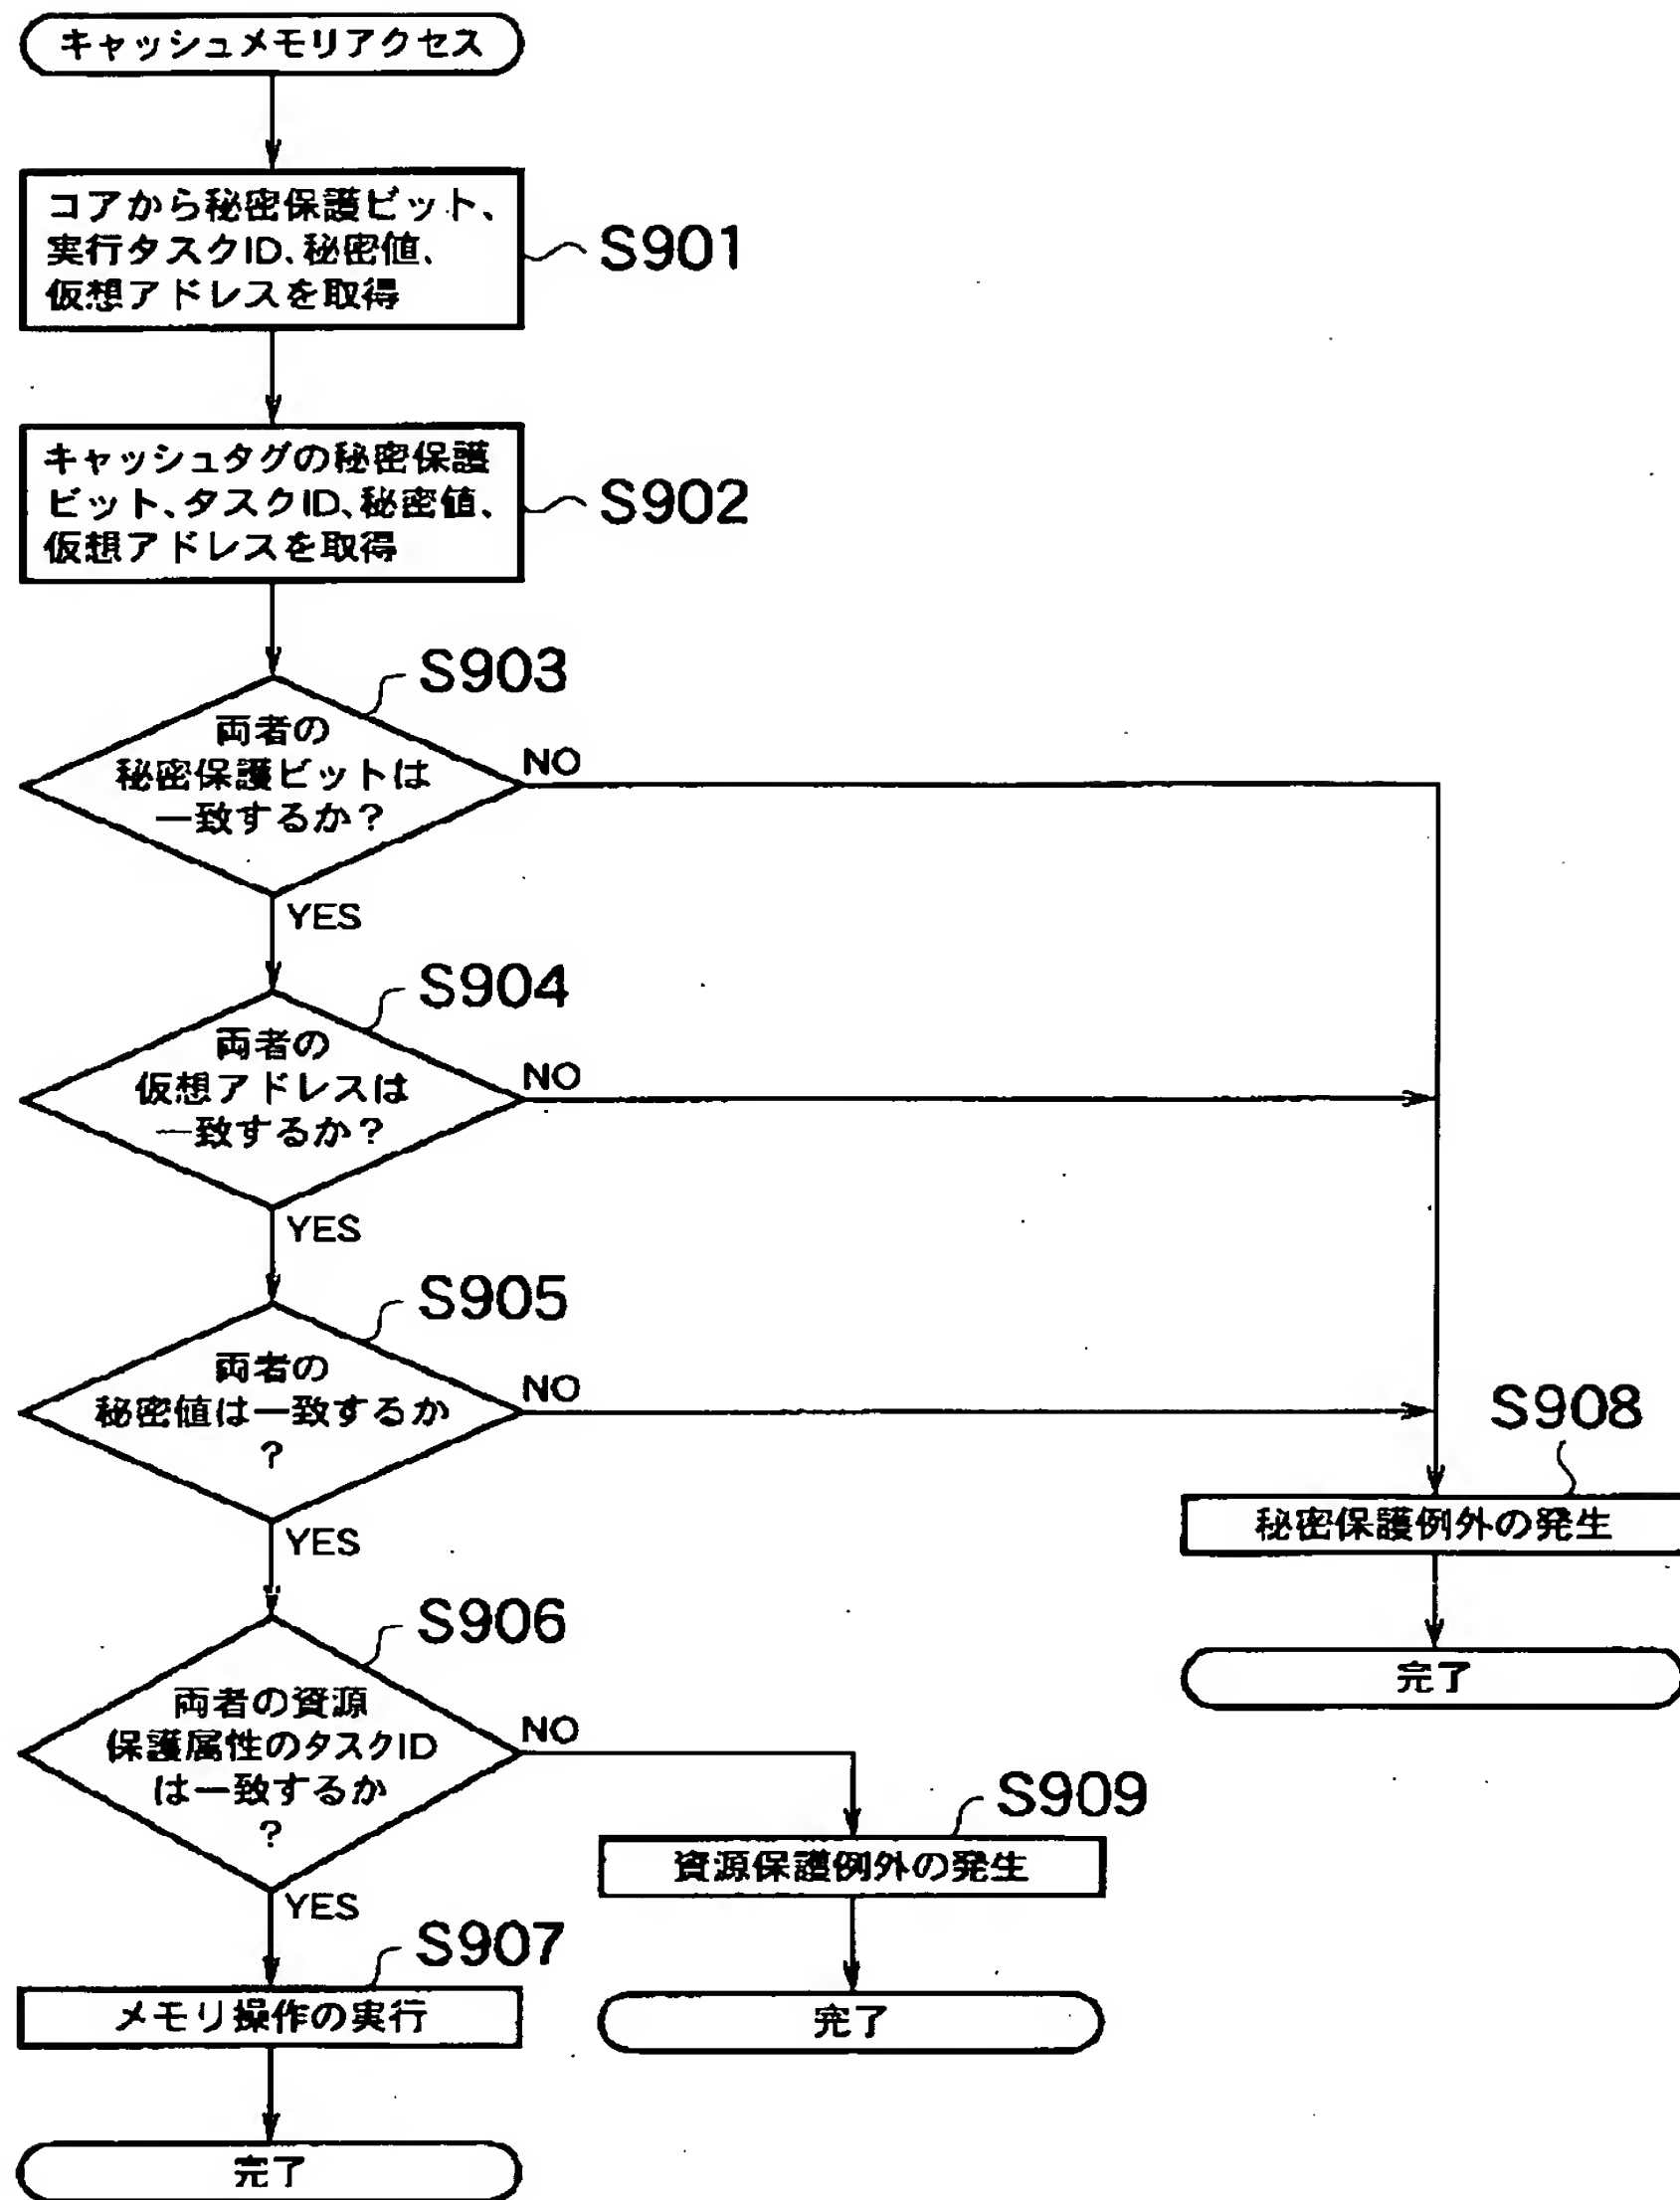 キャッシュメモリアクセス
コアから秘密保護ビット、
実行タスクID、秘密値、
仮想アドレスを取得
S901
キャッシュタグの秘密保護
ビット、タスクID、秘密値、
仮想アドレスを取得
S902
S903
両者の
秘密保護ビットは
一致するか?
NO
YES
S904
両者の
仮想アドレスは
一致するか?
NO
YES
S905
両者の
秘密値は一致するか
?
NO
YES
S908
秘密保護例外の発生
完了
S906
両者の資源
保護属性のタスクID
は一致するか
?
NO
YES
S909
資源保護例外の発生
完了
S907
メモリ操作の実行
完了